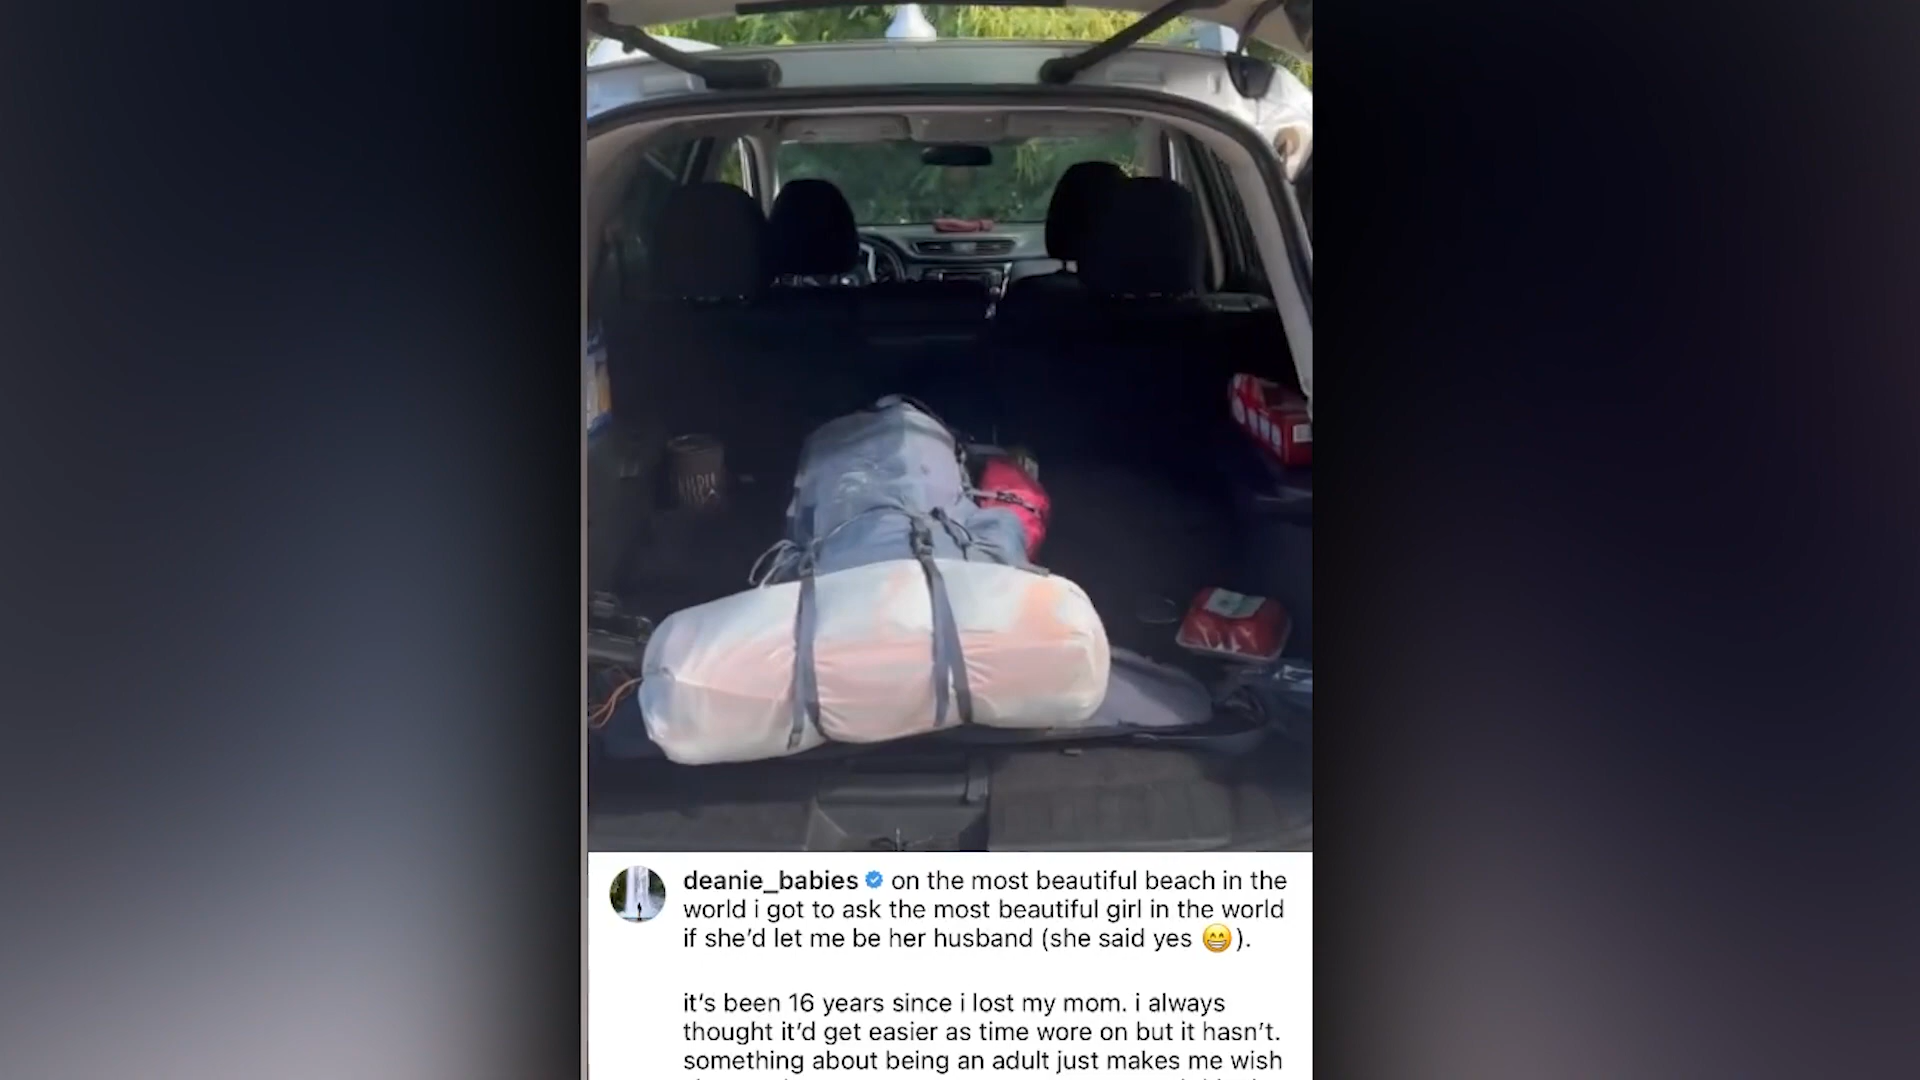 deanie_babies on the most beautiful beach in the
world i got to ask the most beautiful girl in the world
if she'd let me be her husband (she said yes 😁).
it's been 16 years since i lost my mom. i always
thought it'd get easier as time wore on but it hasn't.
something about being an adult just makes me wish